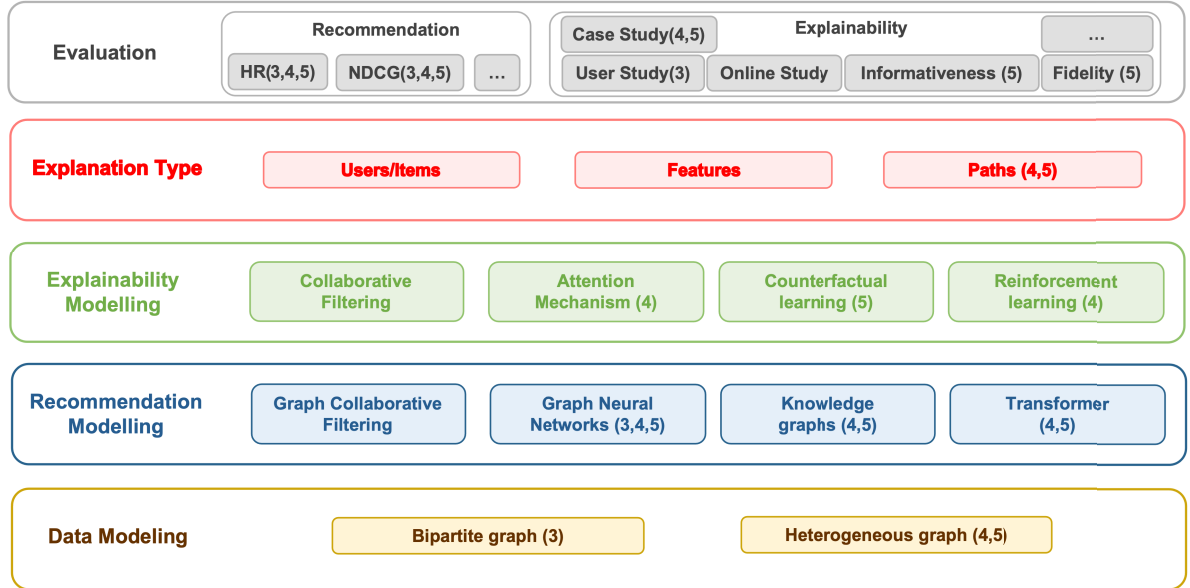 Evaluation
Recommendation
HR(3,4,5)
NDCG(3,4,5)
...
Explainability
Case Study(4,5)
...
User Study(3)
Online Study
Informativeness (5)
Fidelity (5)
Explanation Type
Users/Items
Features
Paths (4,5)
Explainability
Modelling
Collaborative
Filtering
Attention
Mechanism (4)
Counterfactual
learning (5)
Reinforcement
learning (4)
Recommendation
Modelling
Graph Collaborative
Filtering
Graph Neural
Networks (3,4,5)
Knowledge
graphs (4,5)
Transformer
(4,5)
Data Modeling
Bipartite graph (3)
Heterogeneous graph (4,5)